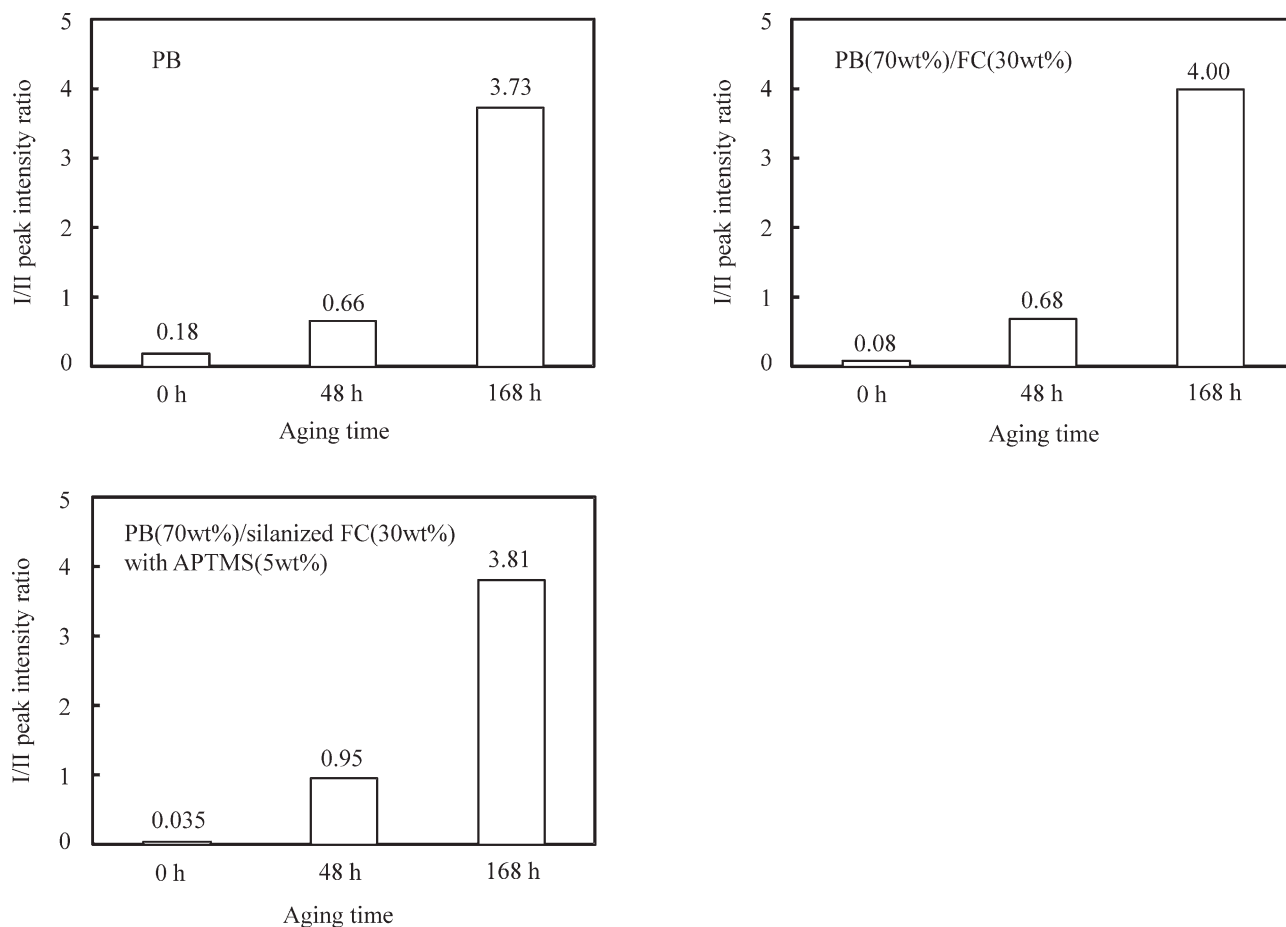 PB
I/II peak intensity ratio
5
4
3
2
1
0
0.18
0.66
3.73
0 h
48 h
168 h
Aging time
PB(70wt%)/FC(30wt%)
I/II peak intensity ratio
5
4
3
2
1
0
0.08
0.68
4.00
0 h
48 h
168 h
Aging time
PB(70wt%)/silanized FC(30wt%)
with APTMS(5wt%)
I/II peak intensity ratio
5
4
3
2
1
0
0.035
0.95
3.81
0 h
48 h
168 h
Aging time